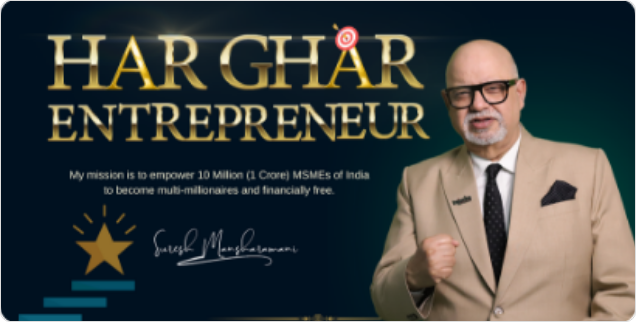 HAR GHAR
ENTREPRENEUR
My mission is to empower 10 Million (1 Crore) MSMEs of India
to become multi-millionaires and financially free.
Suresh Mansharamani